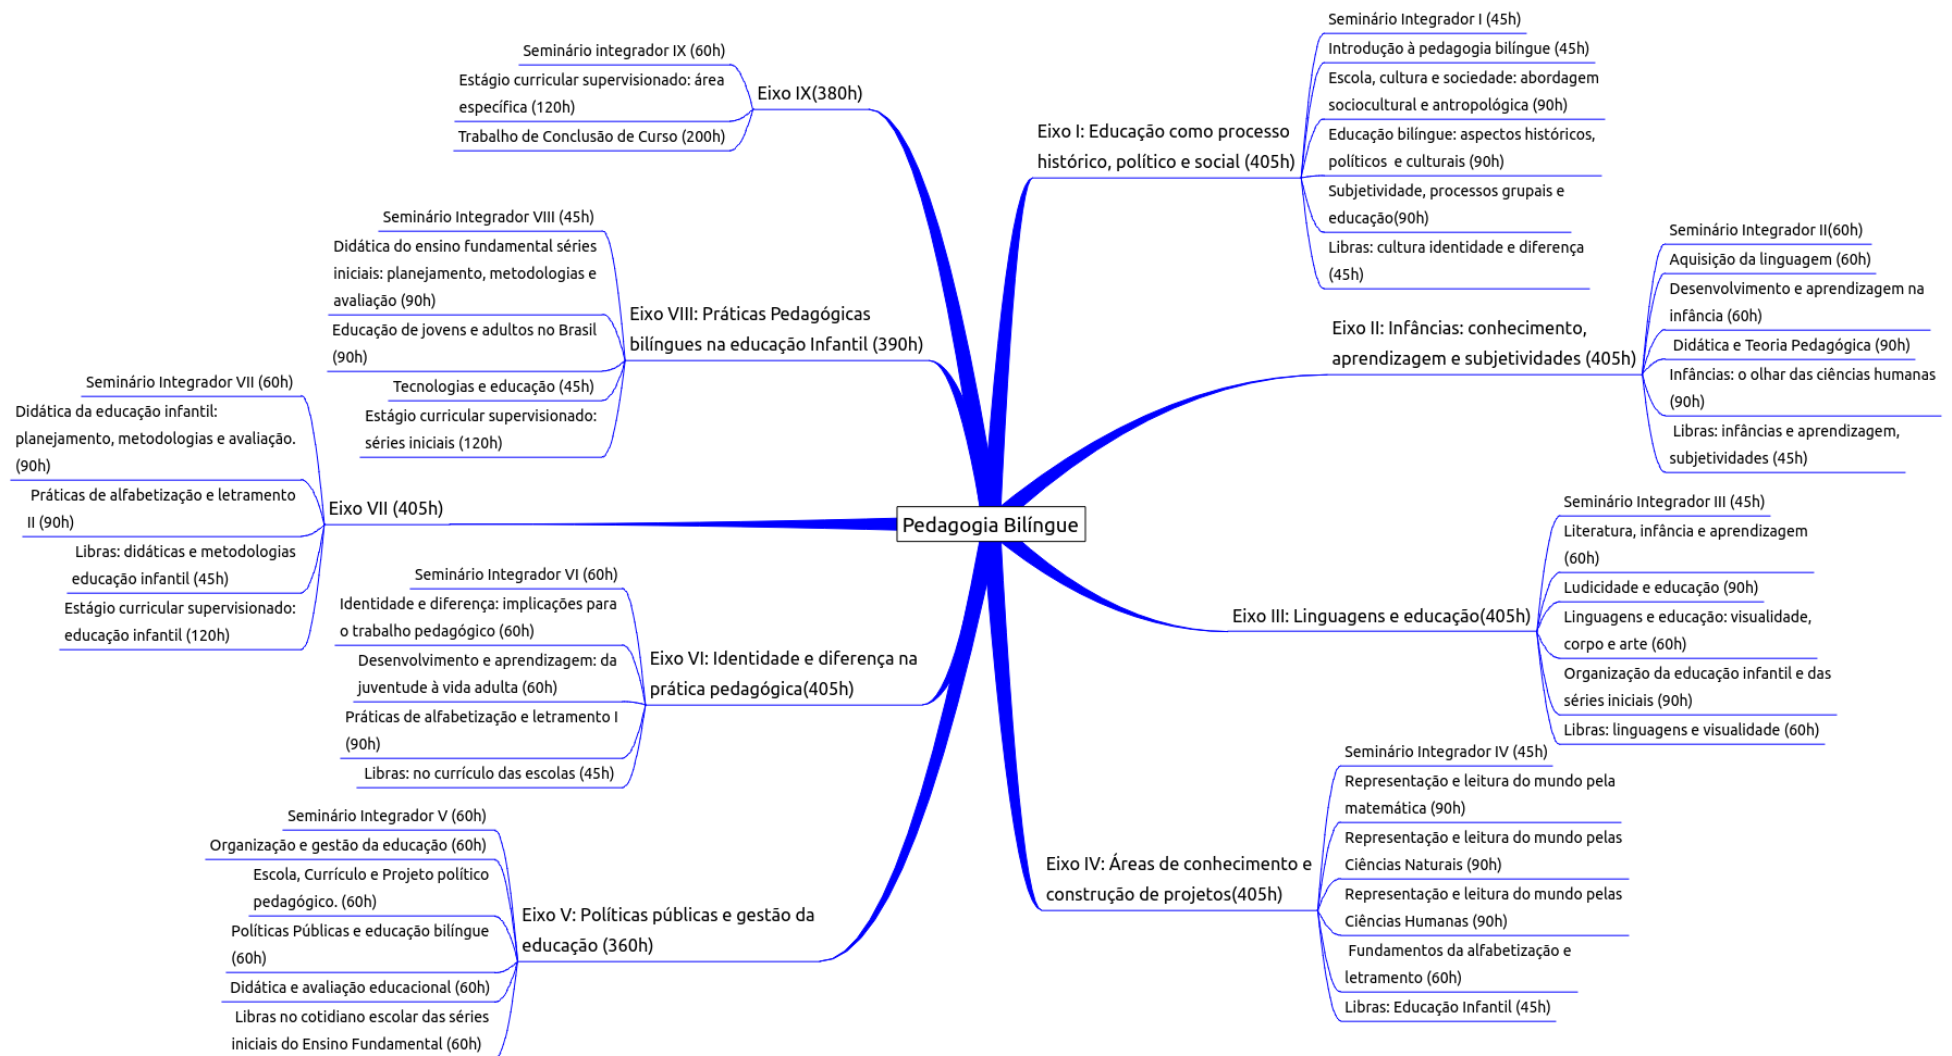 Pedagogia Bilíngue
Eixo I: Educação como processo
histórico, político e social (405h)
Seminário Integrador I (45h)
Introdução à pedagogia bilíngue (45h)
Escola, cultura e sociedade: abordagem
sociocultural e antropológica (90h)
Educação bilíngue: aspectos históricos,
políticos e culturais (90h)
Subjetividade, processos grupais e
educação(90h)
Libras: cultura identidade e diferença
(45h)
Eixo II: Infâncias: conhecimento,
aprendizagem e subjetividades (405h)
Seminário Integrador II(60h)
Aquisição da linguagem (60h)
Desenvolvimento e aprendizagem na
infância (60h)
Didática e Teoria Pedagógica (90h)
Infâncias: o olhar das ciências humanas
(90h)
Libras: infâncias e aprendizagem,
subjetividades (45h)
Eixo III: Linguagens e educação(405h)
Seminário Integrador III (45h)
Literatura, infância e aprendizagem
(60h)
Ludicidade e educação (90h)
Linguagens e educação: visualidade,
corpo e arte (60h)
Organização da educação infantil e das
séries iniciais (90h)
Libras: linguagens e visualidade (60h)
Eixo IV: Áreas de conhecimento e
construção de projetos(405h)
Seminário Integrador IV (45h)
Representação e leitura do mundo pela
matemática (90h)
Representação e leitura do mundo pelas
Ciências Naturais (90h)
Representação e leitura do mundo pelas
Ciências Humanas (90h)
Fundamentos da alfabetização e
letramento (60h)
Libras: Educação Infantil (45h)
Eixo V: Políticas públicas e gestão da
educação (360h)
Seminário Integrador V (60h)
Organização e gestão da educação (60h)
Escola, Currículo e Projeto político
pedagógico. (60h)
Políticas Públicas e educação bilíngue
(60h)
Didática e avaliação educacional (60h)
Libras no cotidiano escolar das séries
iniciais do Ensino Fundamental (60h)
Eixo VI: Identidade e diferença na
prática pedagógica(405h)
Seminário Integrador VI (60h)
Identidade e diferença: implicações para
o trabalho pedagógico (60h)
Desenvolvimento e aprendizagem: da
juventude à vida adulta (60h)
Práticas de alfabetização e letramento I
(90h)
Libras: no currículo das escolas (45h)
Eixo VII (405h)
Seminário Integrador VII (60h)
Didática da educação infantil:
planejamento, metodologias e avaliação.
(90h)
Práticas de alfabetização e letramento
II (90h)
Libras: didáticas e metodologias
educação infantil (45h)
Estágio curricular supervisionado:
educação infantil (120h)
Eixo VIII: Práticas Pedagógicas
bilíngues na educação Infantil (390h)
Seminário Integrador VIII (45h)
Didática do ensino fundamental séries
iniciais: planejamento, metodologias e
avaliação (90h)
Educação de jovens e adultos no Brasil
(90h)
Tecnologias e educação (45h)
Estágio curricular supervisionado:
séries iniciais (120h)
Eixo IX(380h)
Seminário integrador IX (60h)
Estágio curricular supervisionado: área
específica (120h)
Trabalho de Conclusão de Curso (200h)